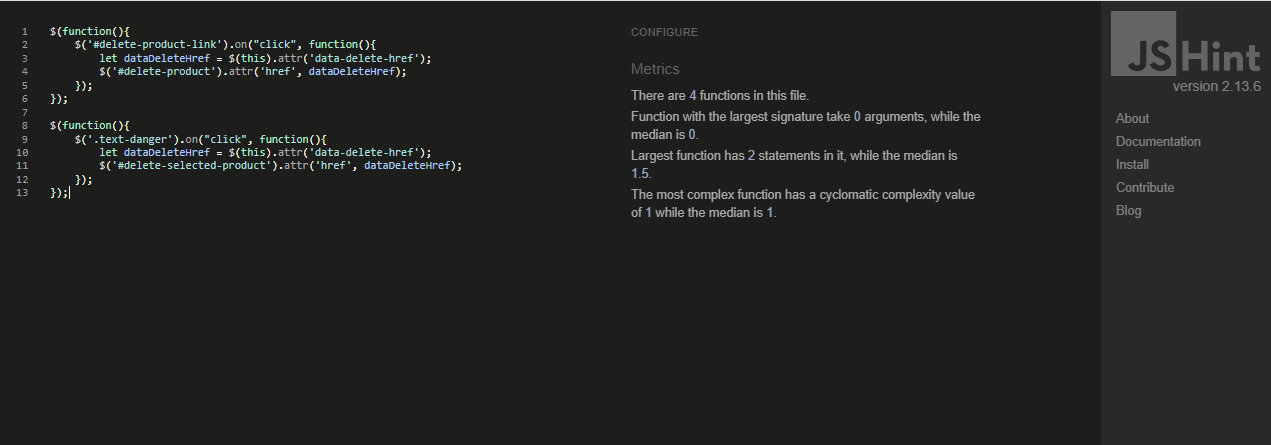 1 $(function(){
2 $('#delete-product-link').on("click", function(){
3 let dataDeleteHref = $(this).attr('data-delete-href');
4 $('#delete-product').attr('href', dataDeleteHref);
5 });
6 });
7
8 $(function(){
9 $('.text-danger').on("click", function(){
10 let dataDeleteHref = $(this).attr('data-delete-href');
11 $('#delete-selected-product').attr('href', dataDeleteHref);
12 });
13 });
CONFIGURE
Metrics
There are 4 functions in this file.
Function with the largest signature take 0 arguments, while the
median is 0.
Largest function has 2 statements in it, while the median is
1.5.
The most complex function has a cyclomatic complexity value
of 1 while the median is 1.
JSHint
version 2.13.6
About
Documentation
Install
Contribute
Blog